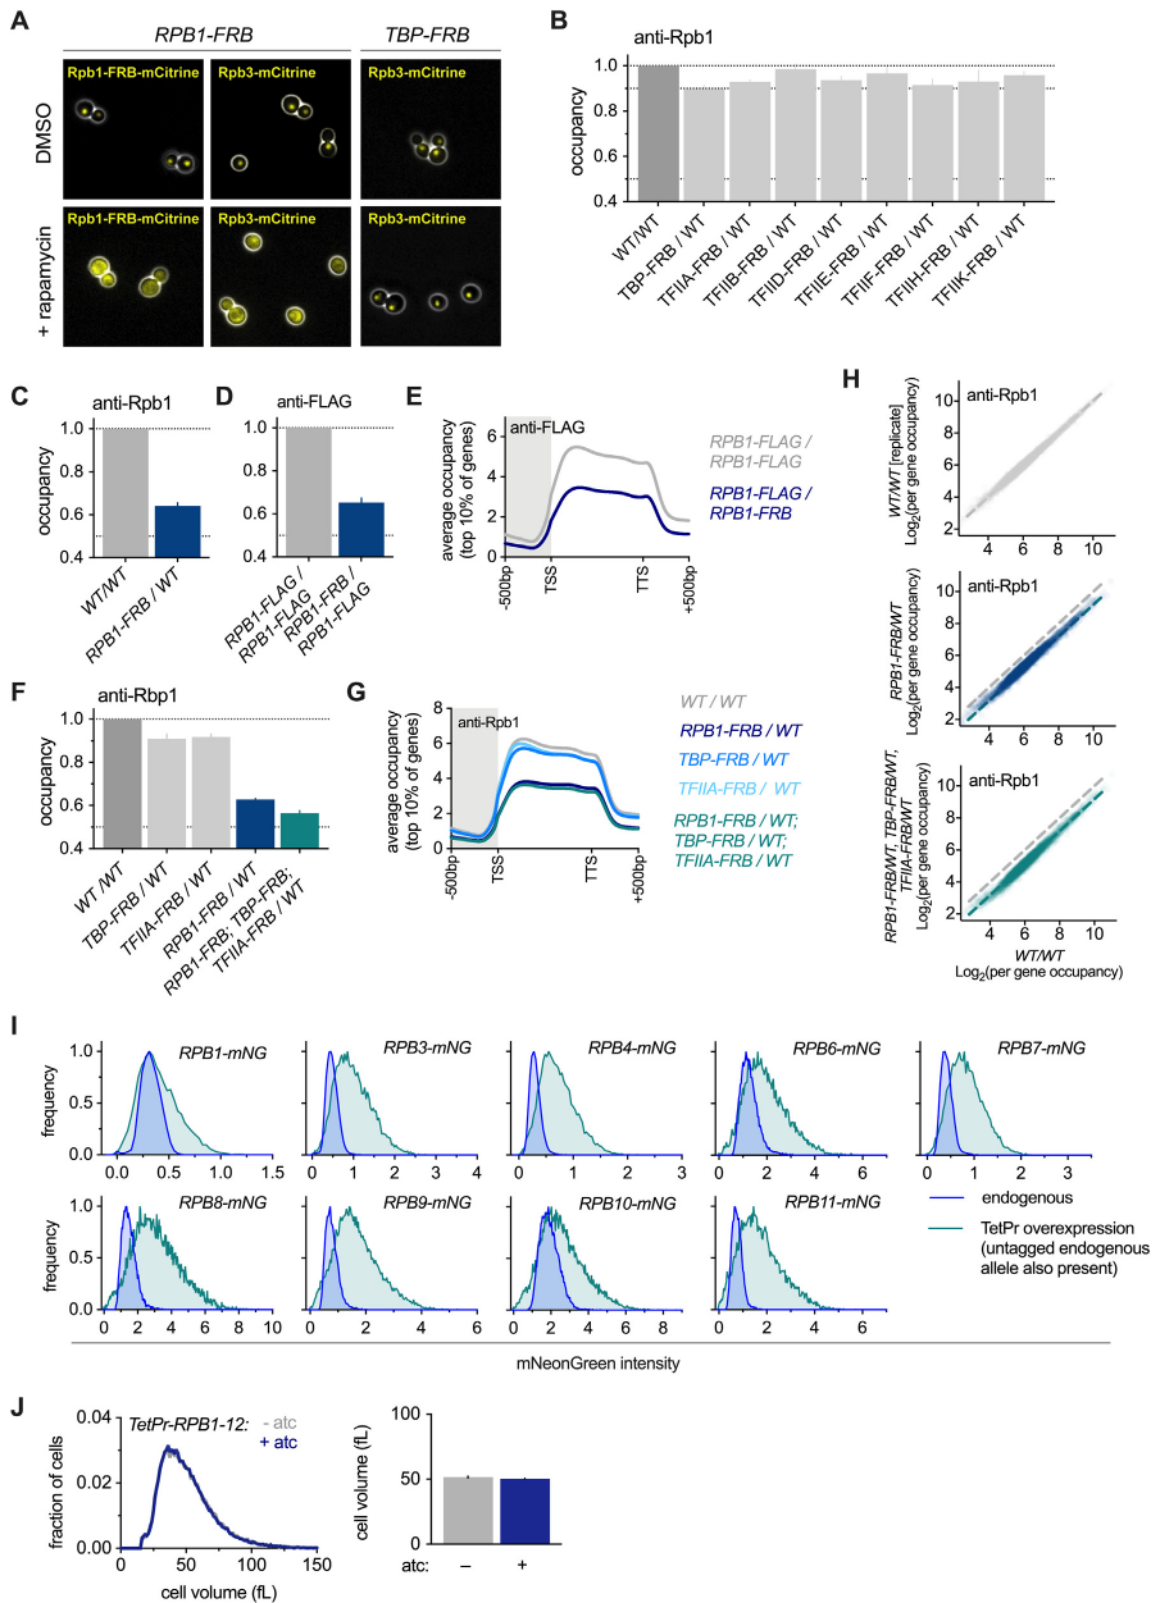 A
RPB1-FRB
TBP-FRB
DMSO
Rpb1-FRB-mCitrine
Rpb3-mCitrine
Rpb3-mCitrine
+ rapamycin
Rpb1-FRB-mCitrine
Rpb3-mCitrine
Rpb3-mCitrine
B
anti-Rpb1
occupancy
1.0
0.8
0.6
0.4
WT/WT
TBP-FRB / WT
TFIIA-FRB / WT
TFIIB-FRB / WT
TFIID-FRB / WT
TFIIE-FRB / WT
TFIIF-FRB / WT
TFIIH-FRB / WT
TFIIK-FRB / WT
C
anti-Rpb1
occupancy
1.0
0.8
0.6
0.4
WT/WT
RPB1-FRB / WT
D
anti-FLAG
1.0
0.8
0.6
0.4
RPB1-FLAG /
RPB1-FLAG
RPB1-FRB /
RPB1-FLAG
E
anti-FLAG
average occupancy
(top 10% of genes)
6
4
2
0
-500bp
TSS
TTS
+500bp
RPB1-FLAG /
RPB1-FLAG
RPB1-FLAG /
RPB1-FRB
F
anti-Rbp1
occupancy
1.0
0.8
0.6
0.4
WT /WT
TBP-FRB / WT
TFIIA-FRB / WT
RPB1-FRB / WT
RPB1-FRB; TBP-FRB;
TFIIA-FRB / WT
G
anti-Rpb1
average occupancy
(top 10% of genes)
8
6
4
2
0
-500bp
TSS
TTS
+500bp
WT / WT
RPB1-FRB / WT
TBP-FRB / WT
TFIIA-FRB / WT
RPB1-FRB / WT;
TBP-FRB / WT;
TFIIA-FRB / WT
H
anti-Rpb1
WT/WT [replicate]
Log2(per gene occupancy)
10
8
6
4
2
4 6 8 10
anti-Rpb1
RPB1-FRB/WT
Log2(per gene occupancy)
10
8
6
4
2
4 6 8 10
anti-Rpb1
RPB1-FRB/WT, TBP-FRB/WT,
TFIIA-FRB/WT
Log2(per gene occupancy)
10
8
6
4
2
4 6 8 10
WT/WT
Log2(per gene occupancy)
I
frequency
1.0
0.5
0.0
RPB1-mNG
0.0 0.5 1.0 1.5
RPB3-mNG
0 1 2 3 4
RPB4-mNG
0 1 2 3
RPB6-mNG
0 2 4 6
RPB7-mNG
0 1 2 3
frequency
1.0
0.5
0.0
RPB8-mNG
0 2 4 6 8 10
RPB9-mNG
0 2 4 6
RPB10-mNG
0 2 4 6 8
RPB11-mNG
0 2 4 6
endogenous
TetPr overexpression
(untagged endogenous
allele also present)
mNeonGreen intensity
J
TetPr-RPB1-12:
- atc
+ atc
fraction of cells
0.04
0.02
0.00
0 50 100 150
cell volume (fL)
cell volume (fL)
100
50
0
atc: – +